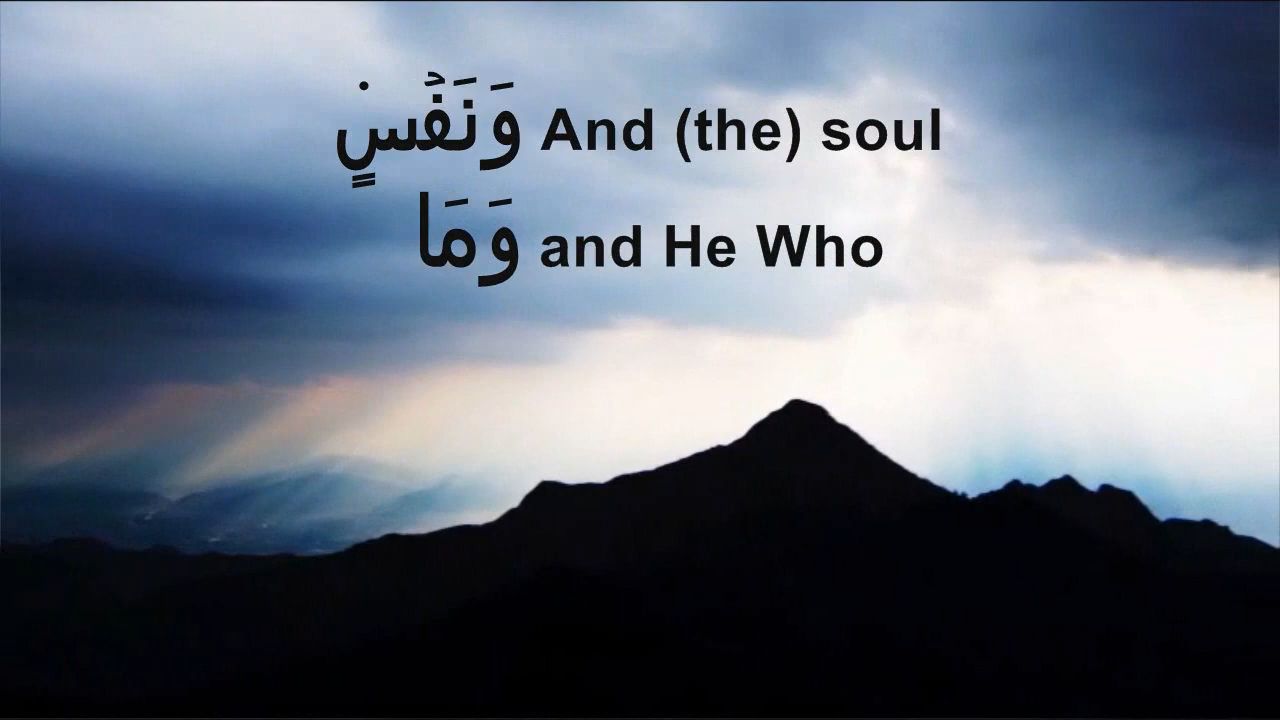 وَنَفۡسٍ۬ And (the) soul
وَمَا and He Who